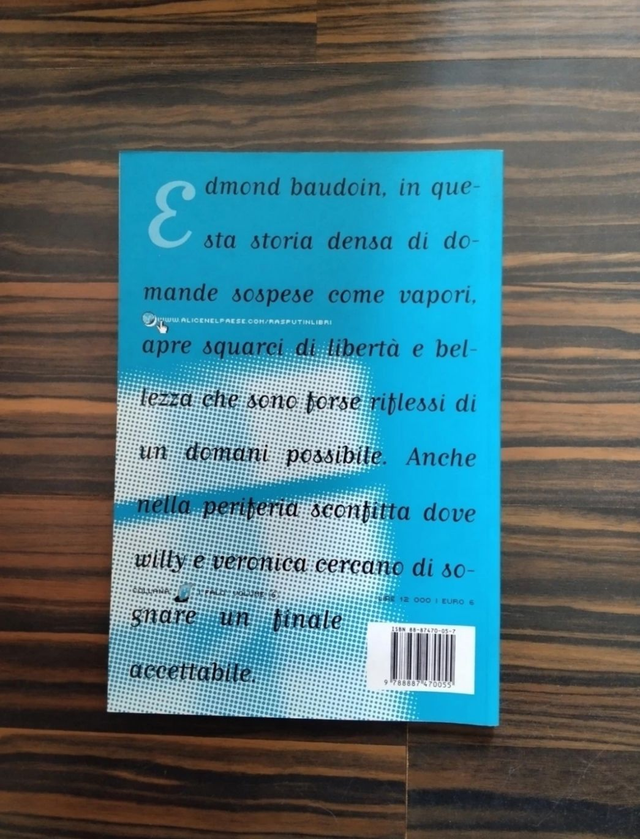 Edmond baudoin, in que-
sta storia densa di do-
mande sospese come vapori,
WWW.ALICENELPAESE.COM/RASPUTINLIBRI
apre squarci di libertà e bel-
lezza che sono forse riflessi di
un domani possibile. Anche
nella periferia sconfitta dove
willy e veronica cercano di so-
VOLUME LIRE 12 000 | EURO 6
gnare un finale
accettabile.
ISBN 88-87470-05-7
9 788887 470055